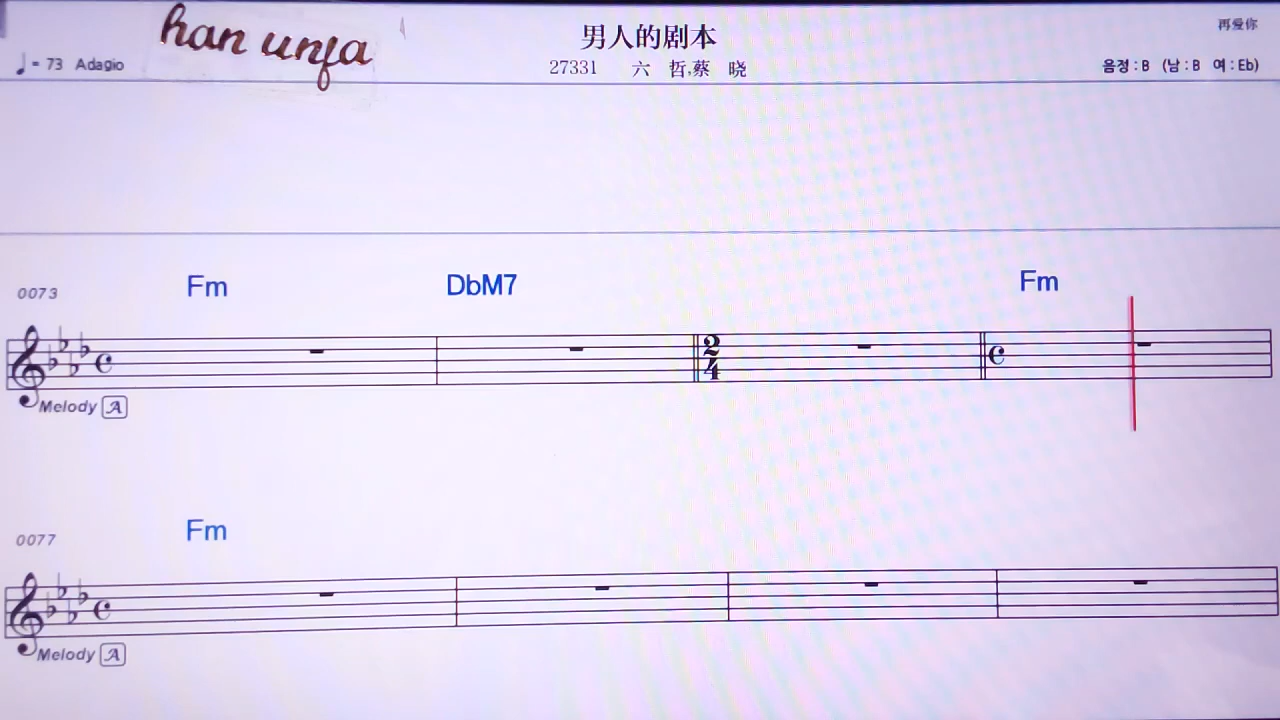 han unfa
男人的剧本
再爱你
♩= 73 Adagio
27331 六 哲,蔡 晓
음정 : B (남 : B 여 : Eb)
Fm DbM7 Fm
0073
2
4
Melody A
Fm
0077
Melody A